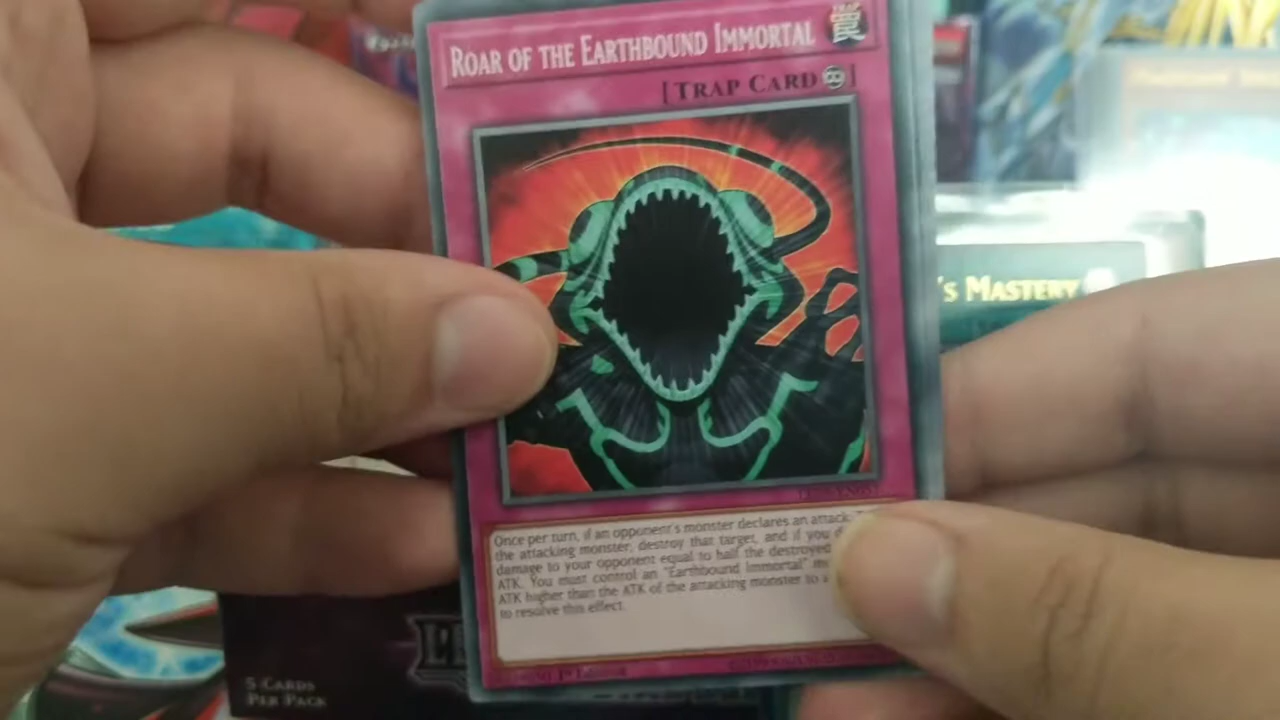 ROAR OF THE EARTHBOUND IMMORTAL
[TRAP CARD ]
'S MASTERY
Once per turn, if an opponent's monster declares an attack:
the attacking monster; destroy that target, and if you
damage to your opponent equal to half the destroyed
ATK. You must control an "Earthbound Immortal"
ATK higher than the ATK of the attacking monster to
to resolve this effect.
1st Edition
5 CARDS
PER PACK